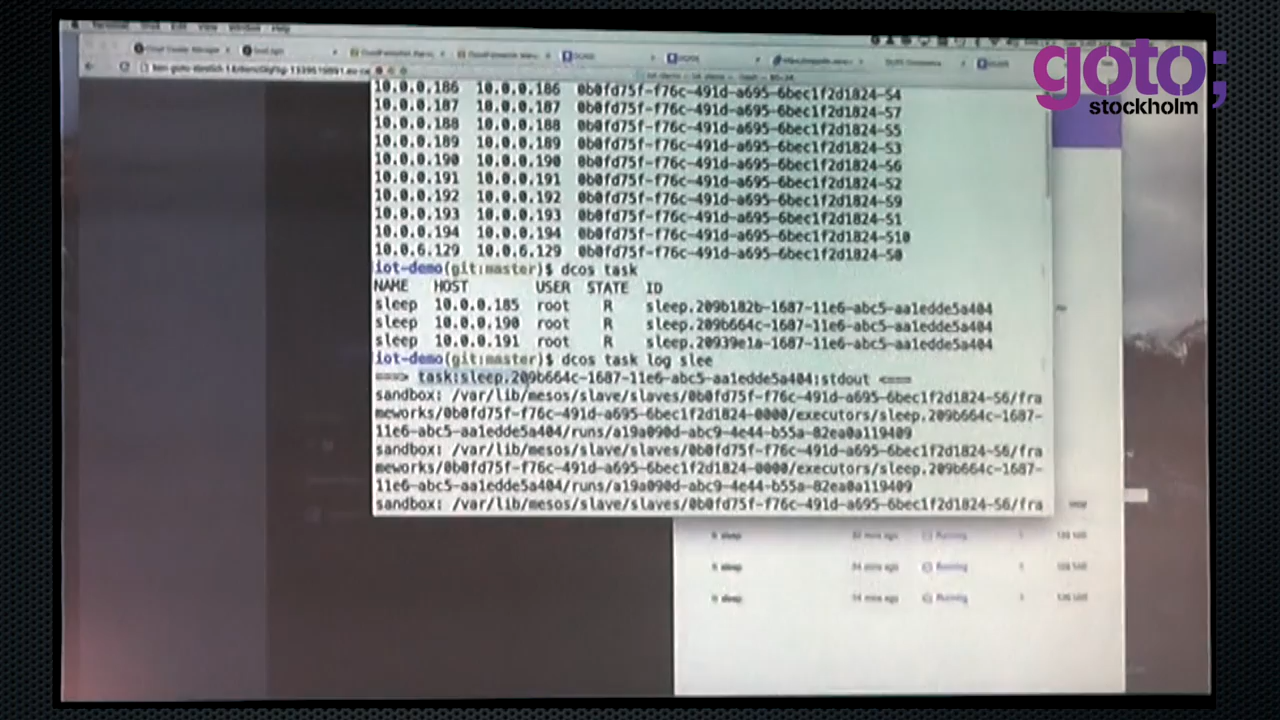 goto;
stockholm
10.0.0.186 10.0.0.186 0b0fd75f-f76c-491d-a695-6bec1f2d1824-S4
10.0.0.187 10.0.0.187 0b0fd75f-f76c-491d-a695-6bec1f2d1824-S7
10.0.0.188 10.0.0.188 0b0fd75f-f76c-491d-a695-6bec1f2d1824-S5
10.0.0.189 10.0.0.189 0b0fd75f-f76c-491d-a695-6bec1f2d1824-S3
10.0.0.190 10.0.0.190 0b0fd75f-f76c-491d-a695-6bec1f2d1824-S6
10.0.0.191 10.0.0.191 0b0fd75f-f76c-491d-a695-6bec1f2d1824-S2
10.0.0.192 10.0.0.192 0b0fd75f-f76c-491d-a695-6bec1f2d1824-S9
10.0.0.193 10.0.0.193 0b0fd75f-f76c-491d-a695-6bec1f2d1824-S1
10.0.0.194 10.0.0.194 0b0fd75f-f76c-491d-a695-6bec1f2d1824-S10
10.0.6.129 10.0.6.129 0b0fd75f-f76c-491d-a695-6bec1f2d1824-S0
iot-demo(git:master)$ dcos task
NAME HOST USER STATE ID
sleep 10.0.0.185 root R sleep.209b182b-1687-11e6-abc5-aa1edde5a404
sleep 10.0.0.190 root R sleep.209b664c-1687-11e6-abc5-aa1edde5a404
sleep 10.0.0.191 root R sleep.20939e1a-1687-11e6-abc5-aa1edde5a404
iot-demo(git:master)$ dcos task log slee
===> task:sleep.209b664c-1687-11e6-abc5-aa1edde5a404:stdout <===
sandbox: /var/lib/mesos/slave/slaves/0b0fd75f-f76c-491d-a695-6bec1f2d1824-S6/fra
meworks/0b0fd75f-f76c-491d-a695-6bec1f2d1824-0000/executors/sleep.209b664c-1687-
11e6-abc5-aa1edde5a404/runs/a19a090d-abc9-4e44-b55a-82ea0a119409
sandbox: /var/lib/mesos/slave/slaves/0b0fd75f-f76c-491d-a695-6bec1f2d1824-S6/fra
meworks/0b0fd75f-f76c-491d-a695-6bec1f2d1824-0000/executors/sleep.209b664c-1687-
11e6-abc5-aa1edde5a404/runs/a19a090d-abc9-4e44-b55a-82ea0a119409
sandbox: /var/lib/mesos/slave/slaves/0b0fd75f-f76c-491d-a695-6bec1f2d1824-S6/fra
sleep Running
sleep Running
sleep Running